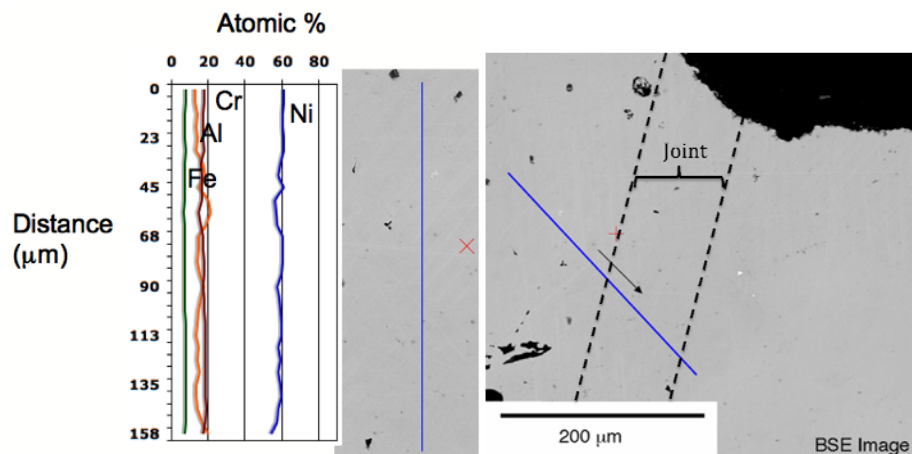 Atomic %
0 20 40 60 80
0
Cr
Ni
Al
23
Fe
45
Distance
(μm)
68
90
113
135
158
Joint
200 μm
BSE Image